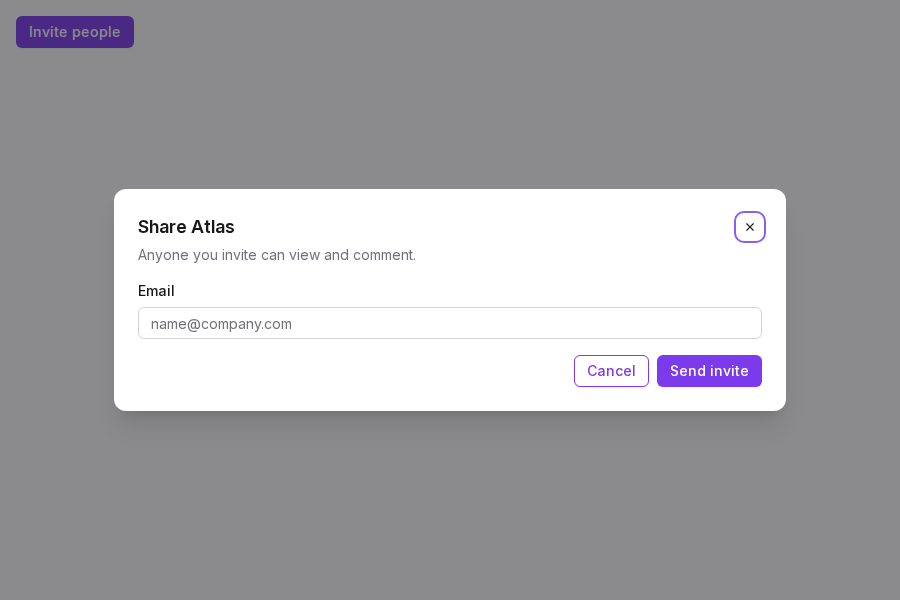 Invite people
Share Atlas
Anyone you invite can view and comment.
Email
name@company.com
Cancel
Send invite